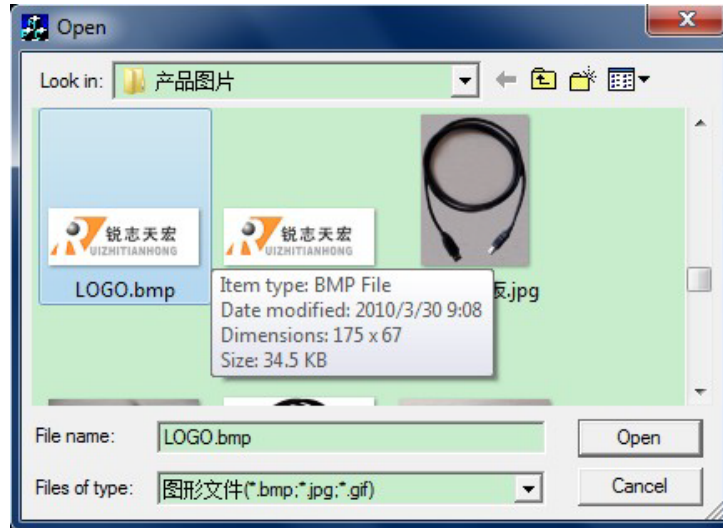 Open
Look in: 产品图片
锐志天宏
UIZHITIANHONG
锐志天宏
UIZHITIANHONG
LOGO.bmp
.jpg
Item type: BMP File
Date modified: 2010/3/30 9:08
Dimensions: 175 x 67
Size: 34.5 KB
File name: LOGO.bmp
Open
Files of type: 图形文件(*.bmp;*.jpg;*.gif)
Cancel